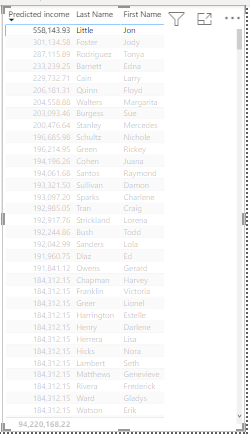 Predicted income Last Name First Name
558,143.93 Little Jon
301,134.58 Foster Jody
287,115.89 Rodriquez Tonya
233,239.25 Barnett Edna
229,732.71 Cain Larry
206,181.31 Quinn Floyd
204,558.88 Walters Margarita
203,093.46 Burgess Sue
200,476.64 Stanley Mercedes
196,685.98 Schultz Nichole
196,214.95 Green Rickey
194,196.26 Cohen Juana
194,061.68 Santos Raymond
193,321.50 Sullivan Damon
193,097.20 Sparks Charlene
192,985.05 Tran Craig
192,917.76 Strickland Lorena
192,244.86 Bush Todd
192,042.99 Sanders Lola
191,960.75 Diaz Ed
191,841.12 Owens Gerard
184,312.15 Chapman Harvey
184,312.15 Franklin Victoria
184,312.15 Greer Lionel
184,312.15 Harrington Estelle
184,312.15 Henry Darlene
184,312.15 Herrera Lisa
184,312.15 Hicks Nora
184,312.15 Lambert Seth
184,312.15 Matthews Genevieve
184,312.15 Rivera Frederick
184,312.15 Ward Gladys
184,312.15 Watson Erik
94,220,168.22